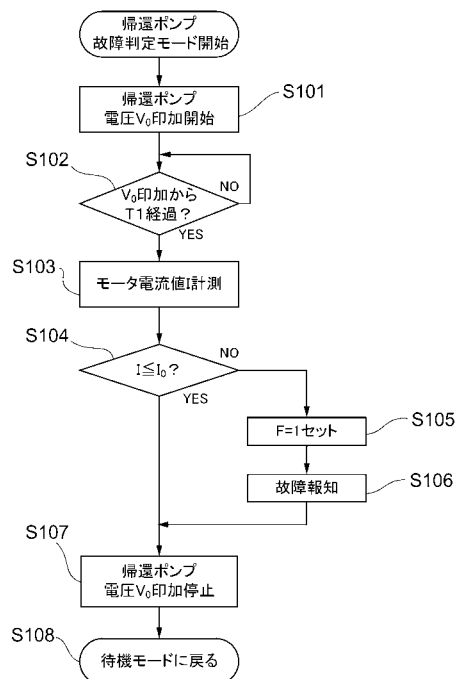 帰還ポンプ
故障判定モード開始
S101
帰還ポンプ
電圧V₀印加開始
S102
V₀印加から
T1経過?
NO
YES
S103
モータ電流値I計測
S104
I≦I₀?
NO
YES
S105
F=1セット
S106
故障報知
S107
帰還ポンプ
電圧V₀印加停止
S108
待機モードに戻る